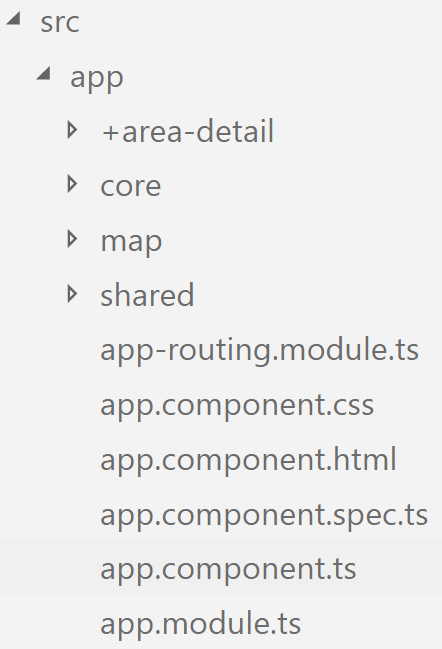 src
app
+area-detail
core
map
shared
app-routing.module.ts
app.component.css
app.component.html
app.component.spec.ts
app.component.ts
app.module.ts